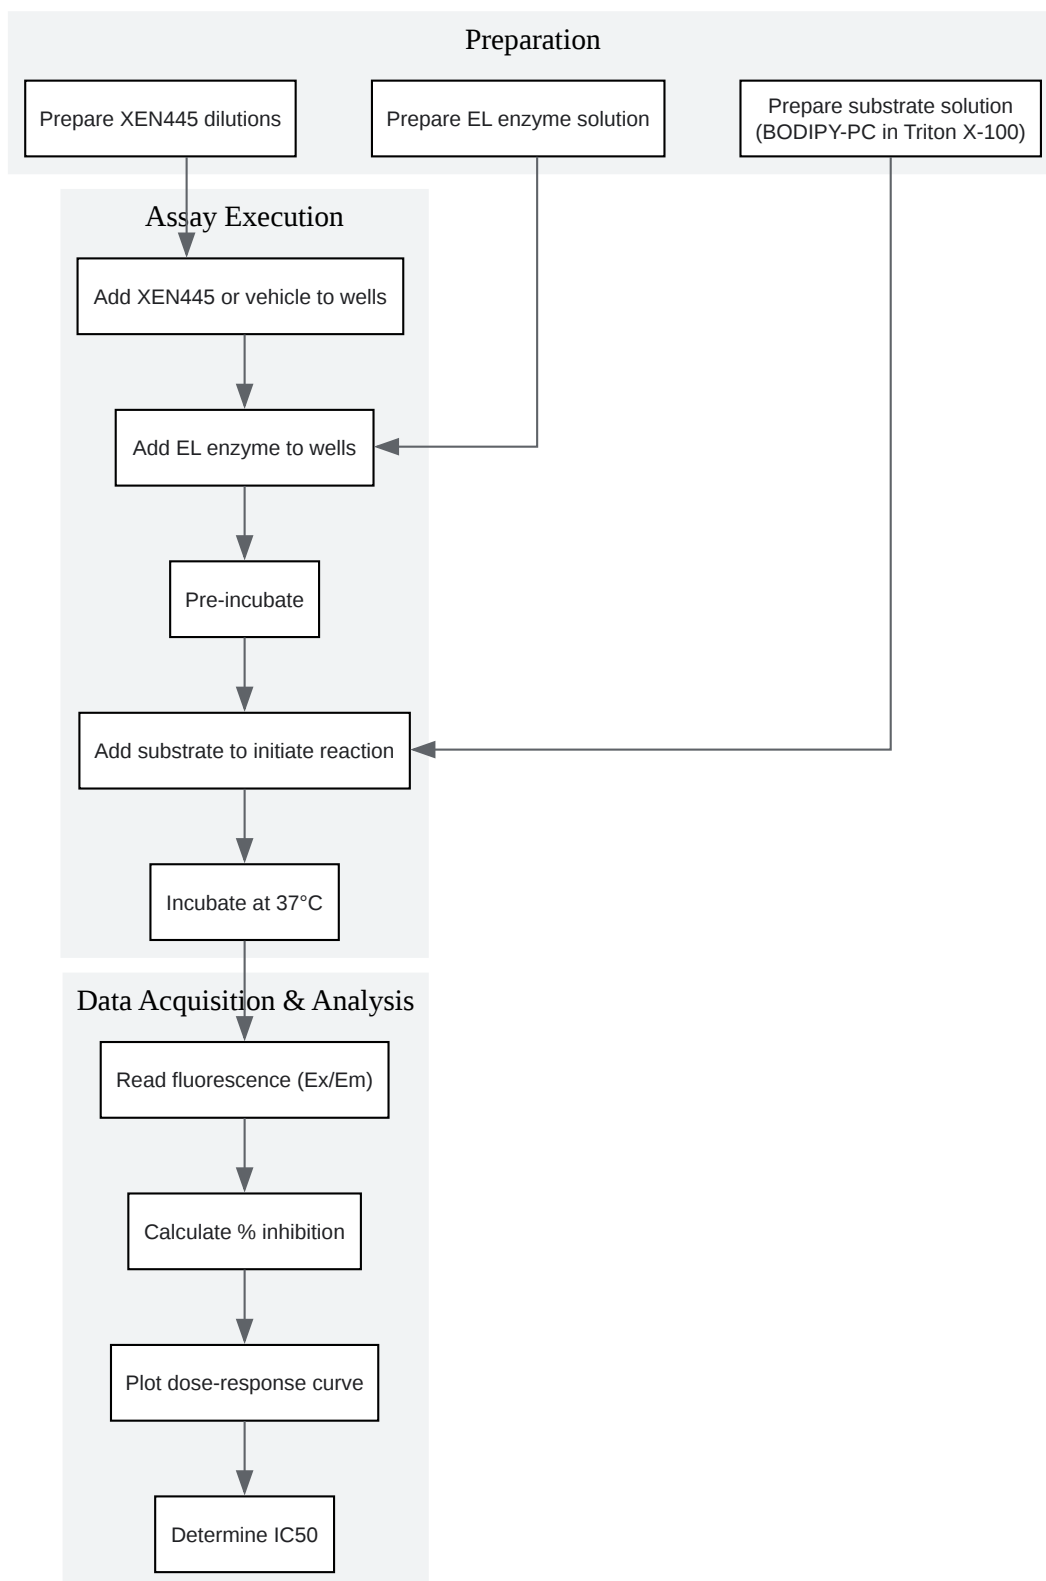 Preparation
Prepare XEN445 dilutions
Prepare EL enzyme solution
Prepare substrate solution
(BODIPY-PC in Triton X-100)
Assay Execution
Add XEN445 or vehicle to wells
Add EL enzyme to wells
Pre-incubate
Add substrate to initiate reaction
Incubate at 37°C
Data Acquisition & Analysis
Read fluorescence (Ex/Em)
Calculate % inhibition
Plot dose-response curve
Determine IC50